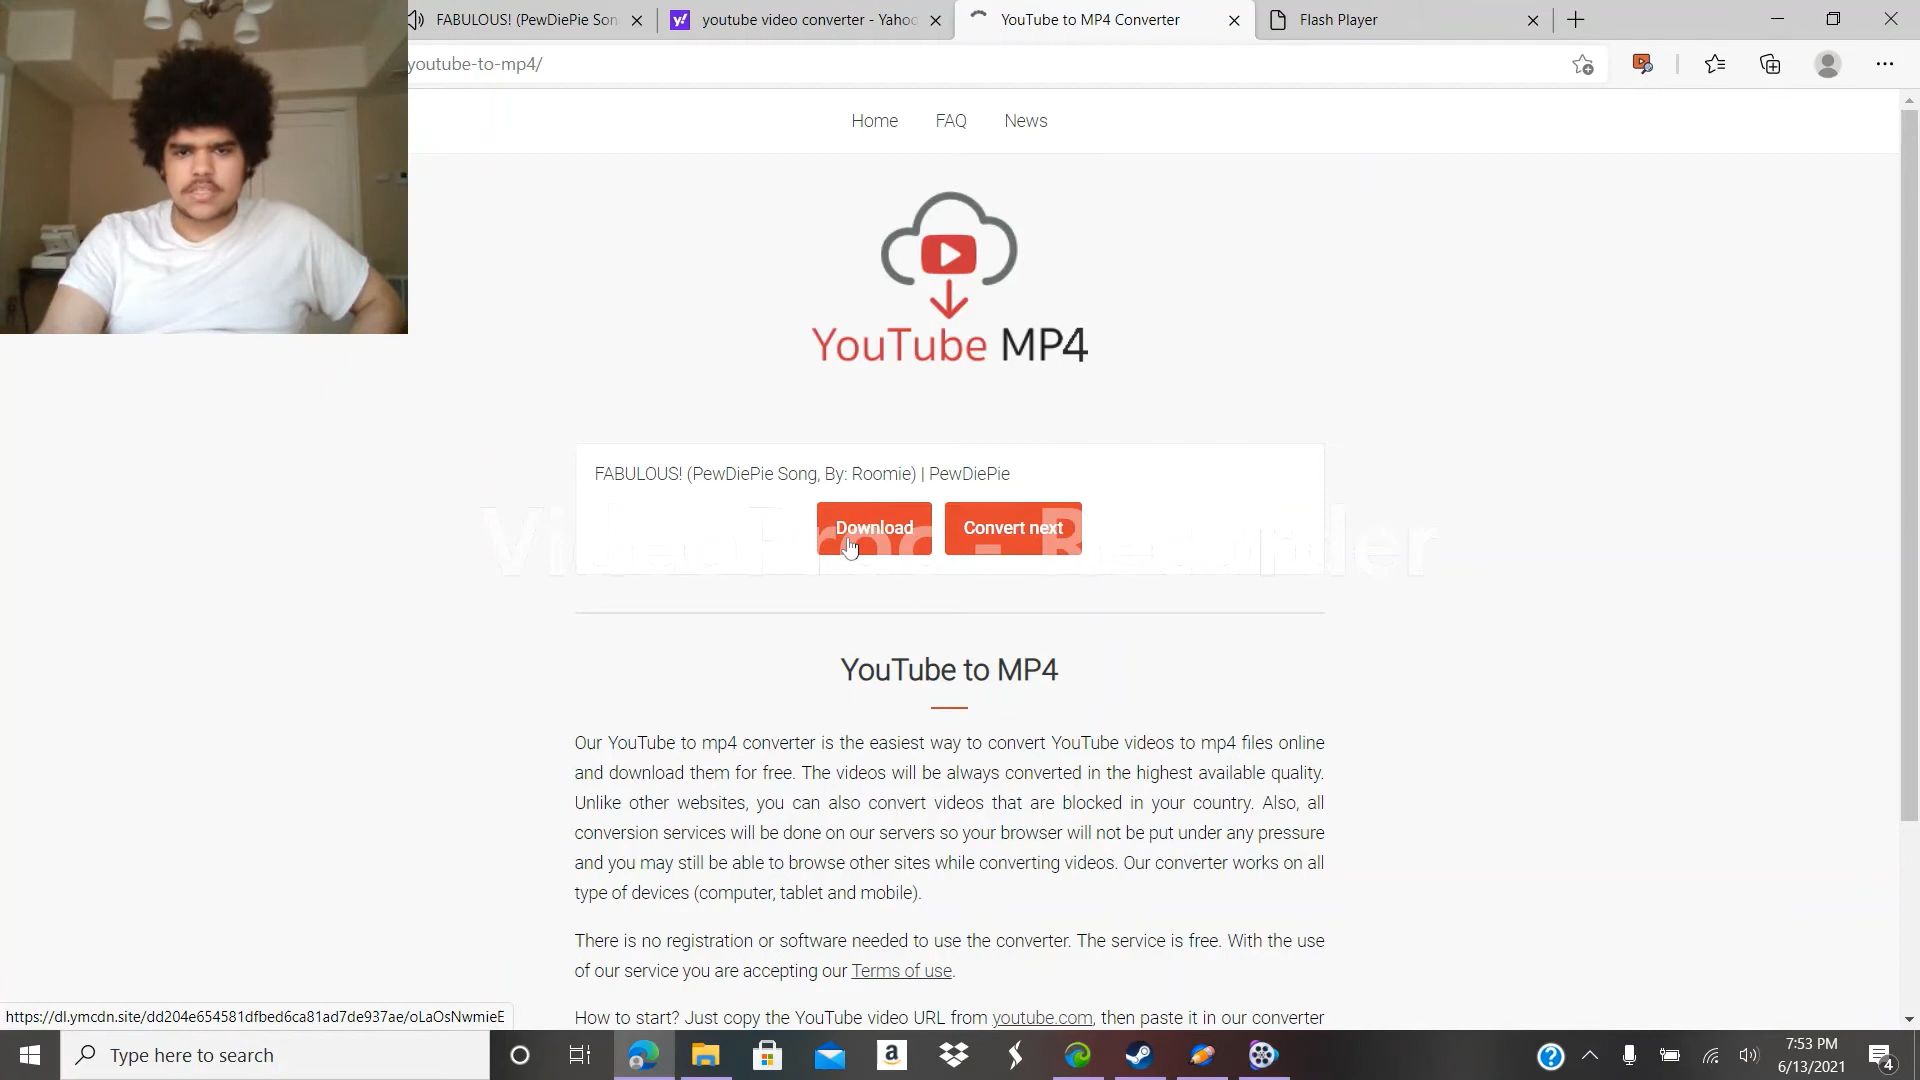 FABULOUS! (PewDiePie Son
youtube video converter - Yahoo
YouTube to MP4 Converter
Flash Player
youtube-to-mp4/
Home
FAQ
News
YouTube MP4
FABULOUS! (PewDiePie Song, By: Roomie) | PewDiePie
Download
Convert next
VideoProc - Recorder
YouTube to MP4
Our YouTube to mp4 converter is the easiest way to convert YouTube videos to mp4 files online
and download them for free. The videos will be always converted in the highest available quality.
Unlike other websites, you can also convert videos that are blocked in your country. Also, all
conversion services will be done on our servers so your browser will not be put under any pressure
and you may still be able to browse other sites while converting videos. Our converter works on all
type of devices (computer, tablet and mobile).
There is no registration or software needed to use the converter. The service is free. With the use
of our service you are accepting our Terms of use.
How to start? Just copy the YouTube video URL from youtube.com, then paste it in our converter
https://dl.ymcdn.site/dd204e654581dfbed6ca81ad7de937ae/oLaOsNwmieE
Type here to search
7:53 PM
6/13/2021
4